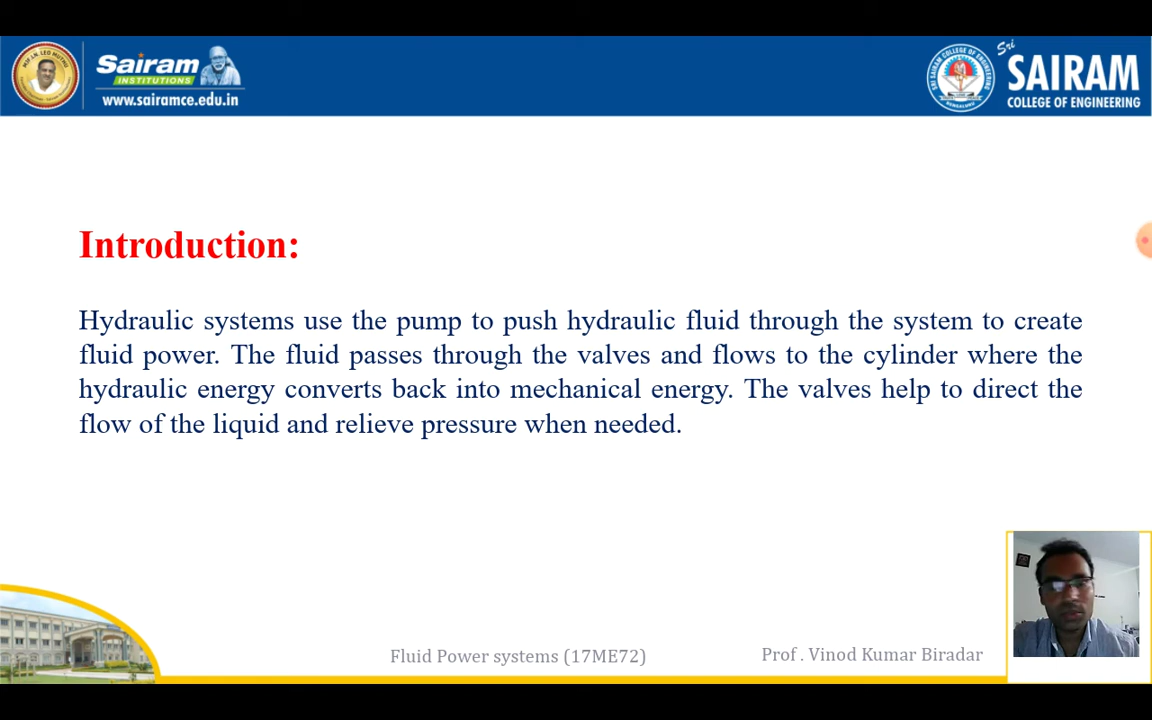 Sairam
INSTITUTIONS
www.sairamce.edu.in
Sri
SAIRAM
COLLEGE OF ENGINEERING
Introduction:
Hydraulic systems use the pump to push hydraulic fluid through the system to create
fluid power. The fluid passes through the valves and flows to the cylinder where the
hydraulic energy converts back into mechanical energy. The valves help to direct the
flow of the liquid and relieve pressure when needed.
Fluid Power systems (17ME72)
Prof . Vinod Kumar Biradar